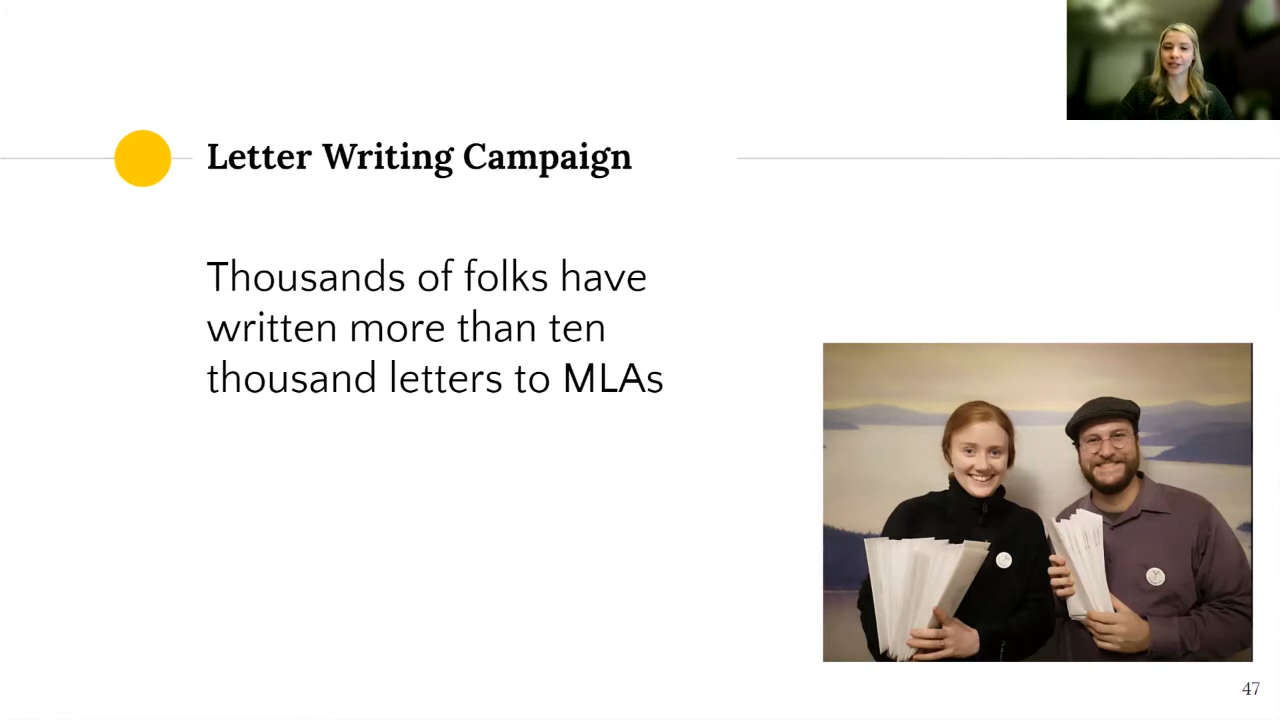 Letter Writing Campaign
Thousands of folks have
written more than ten
thousand letters to MLAs
47